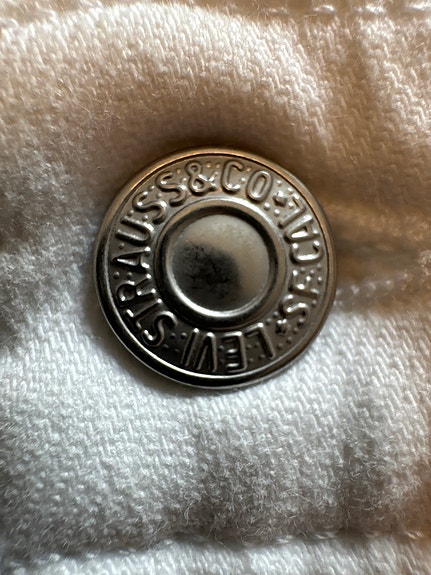 LEVI STRAUSS & CO. S.F. CAL.